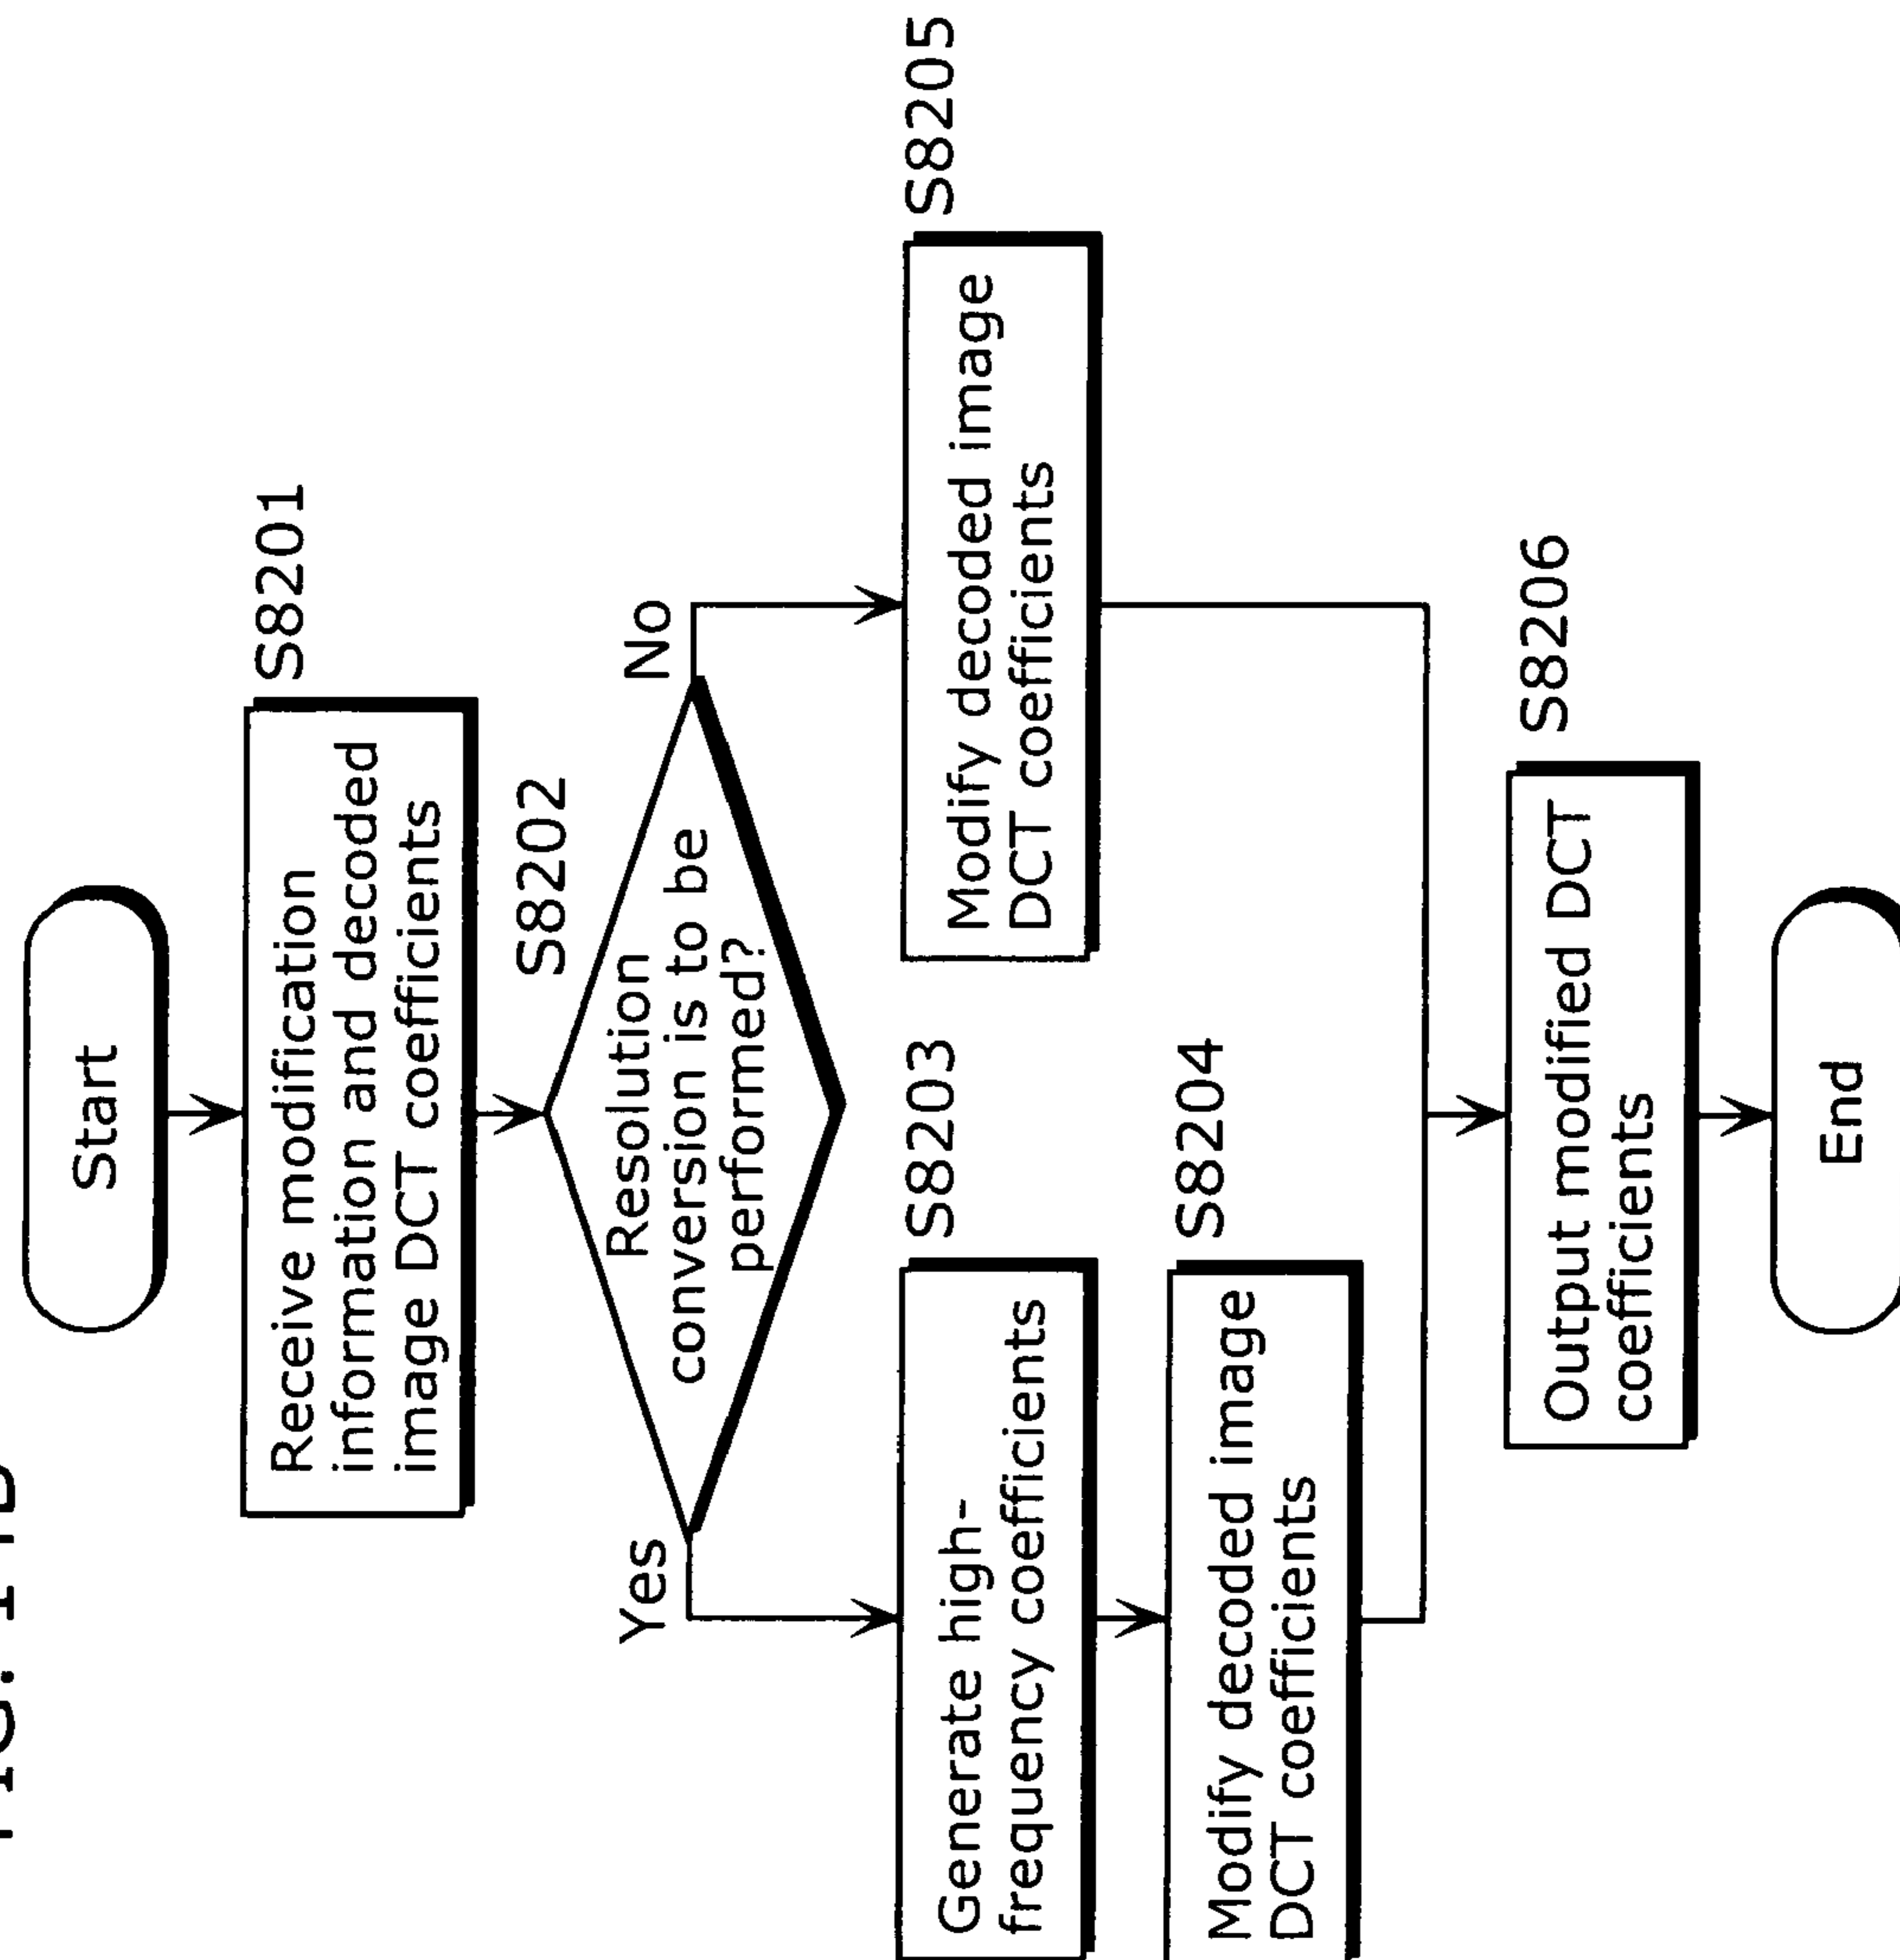 Start
S8201
Receive modification
information and decoded
image DCT coefficients
S8202
Resolution
conversion is to be
performed?
Yes
No
S8203
Generate high-
frequency coefficients
S8204
Modify decoded image
DCT coefficients
S8205
Modify decoded image
DCT coefficients
S8206
Output modified DCT
coefficients
End